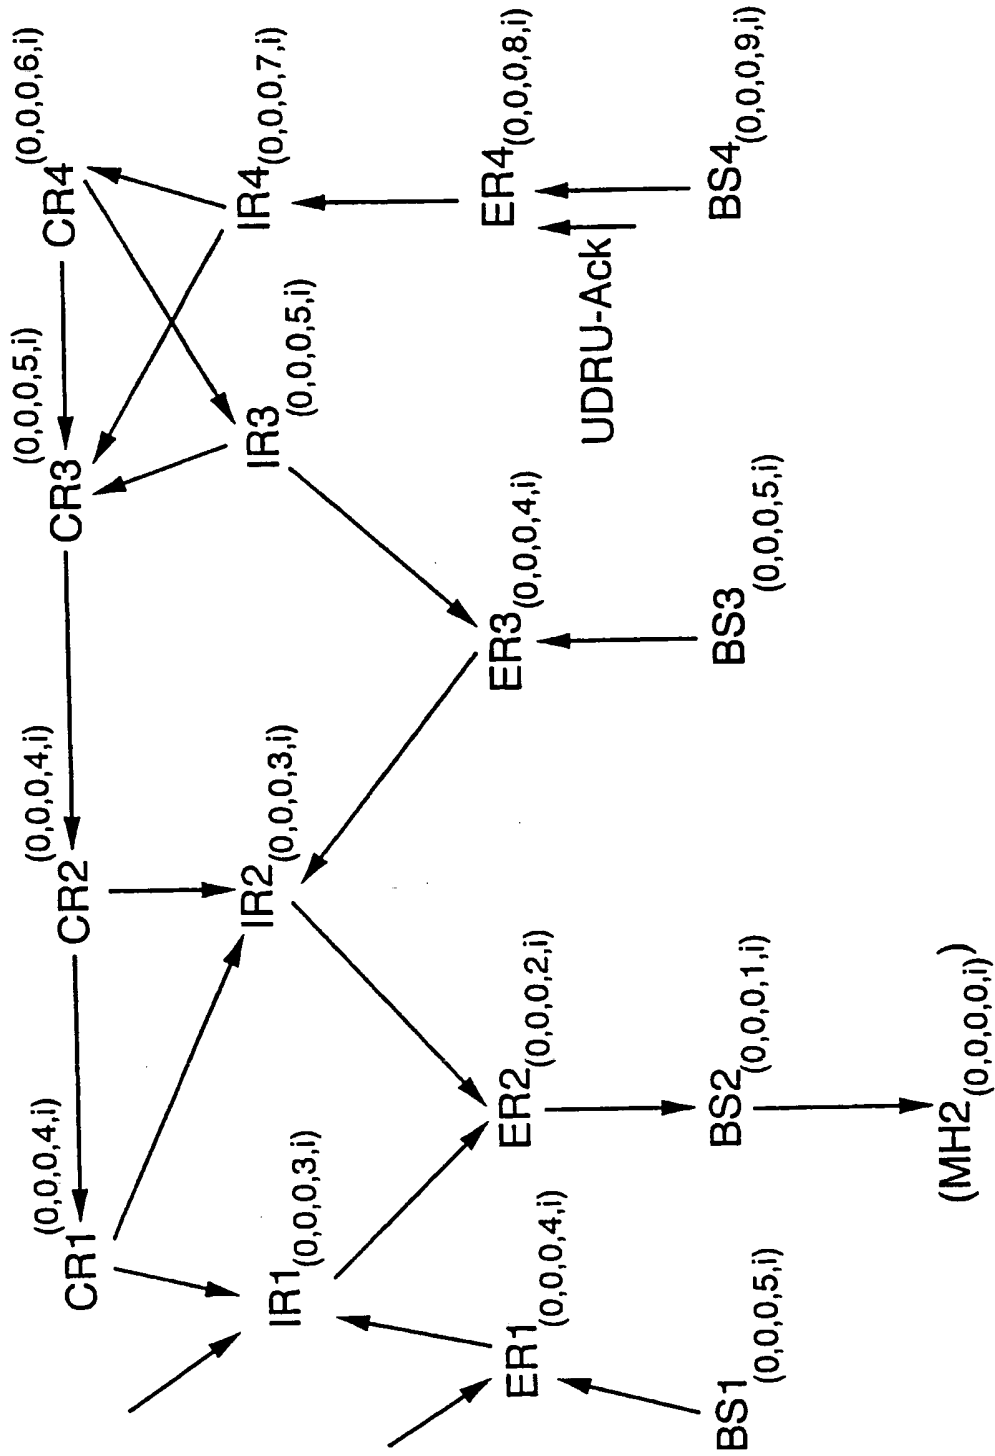 (0,0,0,4,i)
CR1
(0,0,0,4,i)
CR2
(0,0,0,5,i)
CR3
(0,0,0,6,i)
CR4
IR1(0,0,0,3,i)
IR2(0,0,0,3,i)
IR3(0,0,0,5,i)
IR4(0,0,0,7,i)
ER1(0,0,0,4,i)
ER2(0,0,0,2,i)
ER3(0,0,0,4,i)
ER4(0,0,0,8,i)
UDRU-Ack
BS1(0,0,0,5,i)
BS2(0,0,0,1,i)
BS3(0,0,0,5,i)
BS4(0,0,0,9,i)
(MH2(0,0,0,0,i))